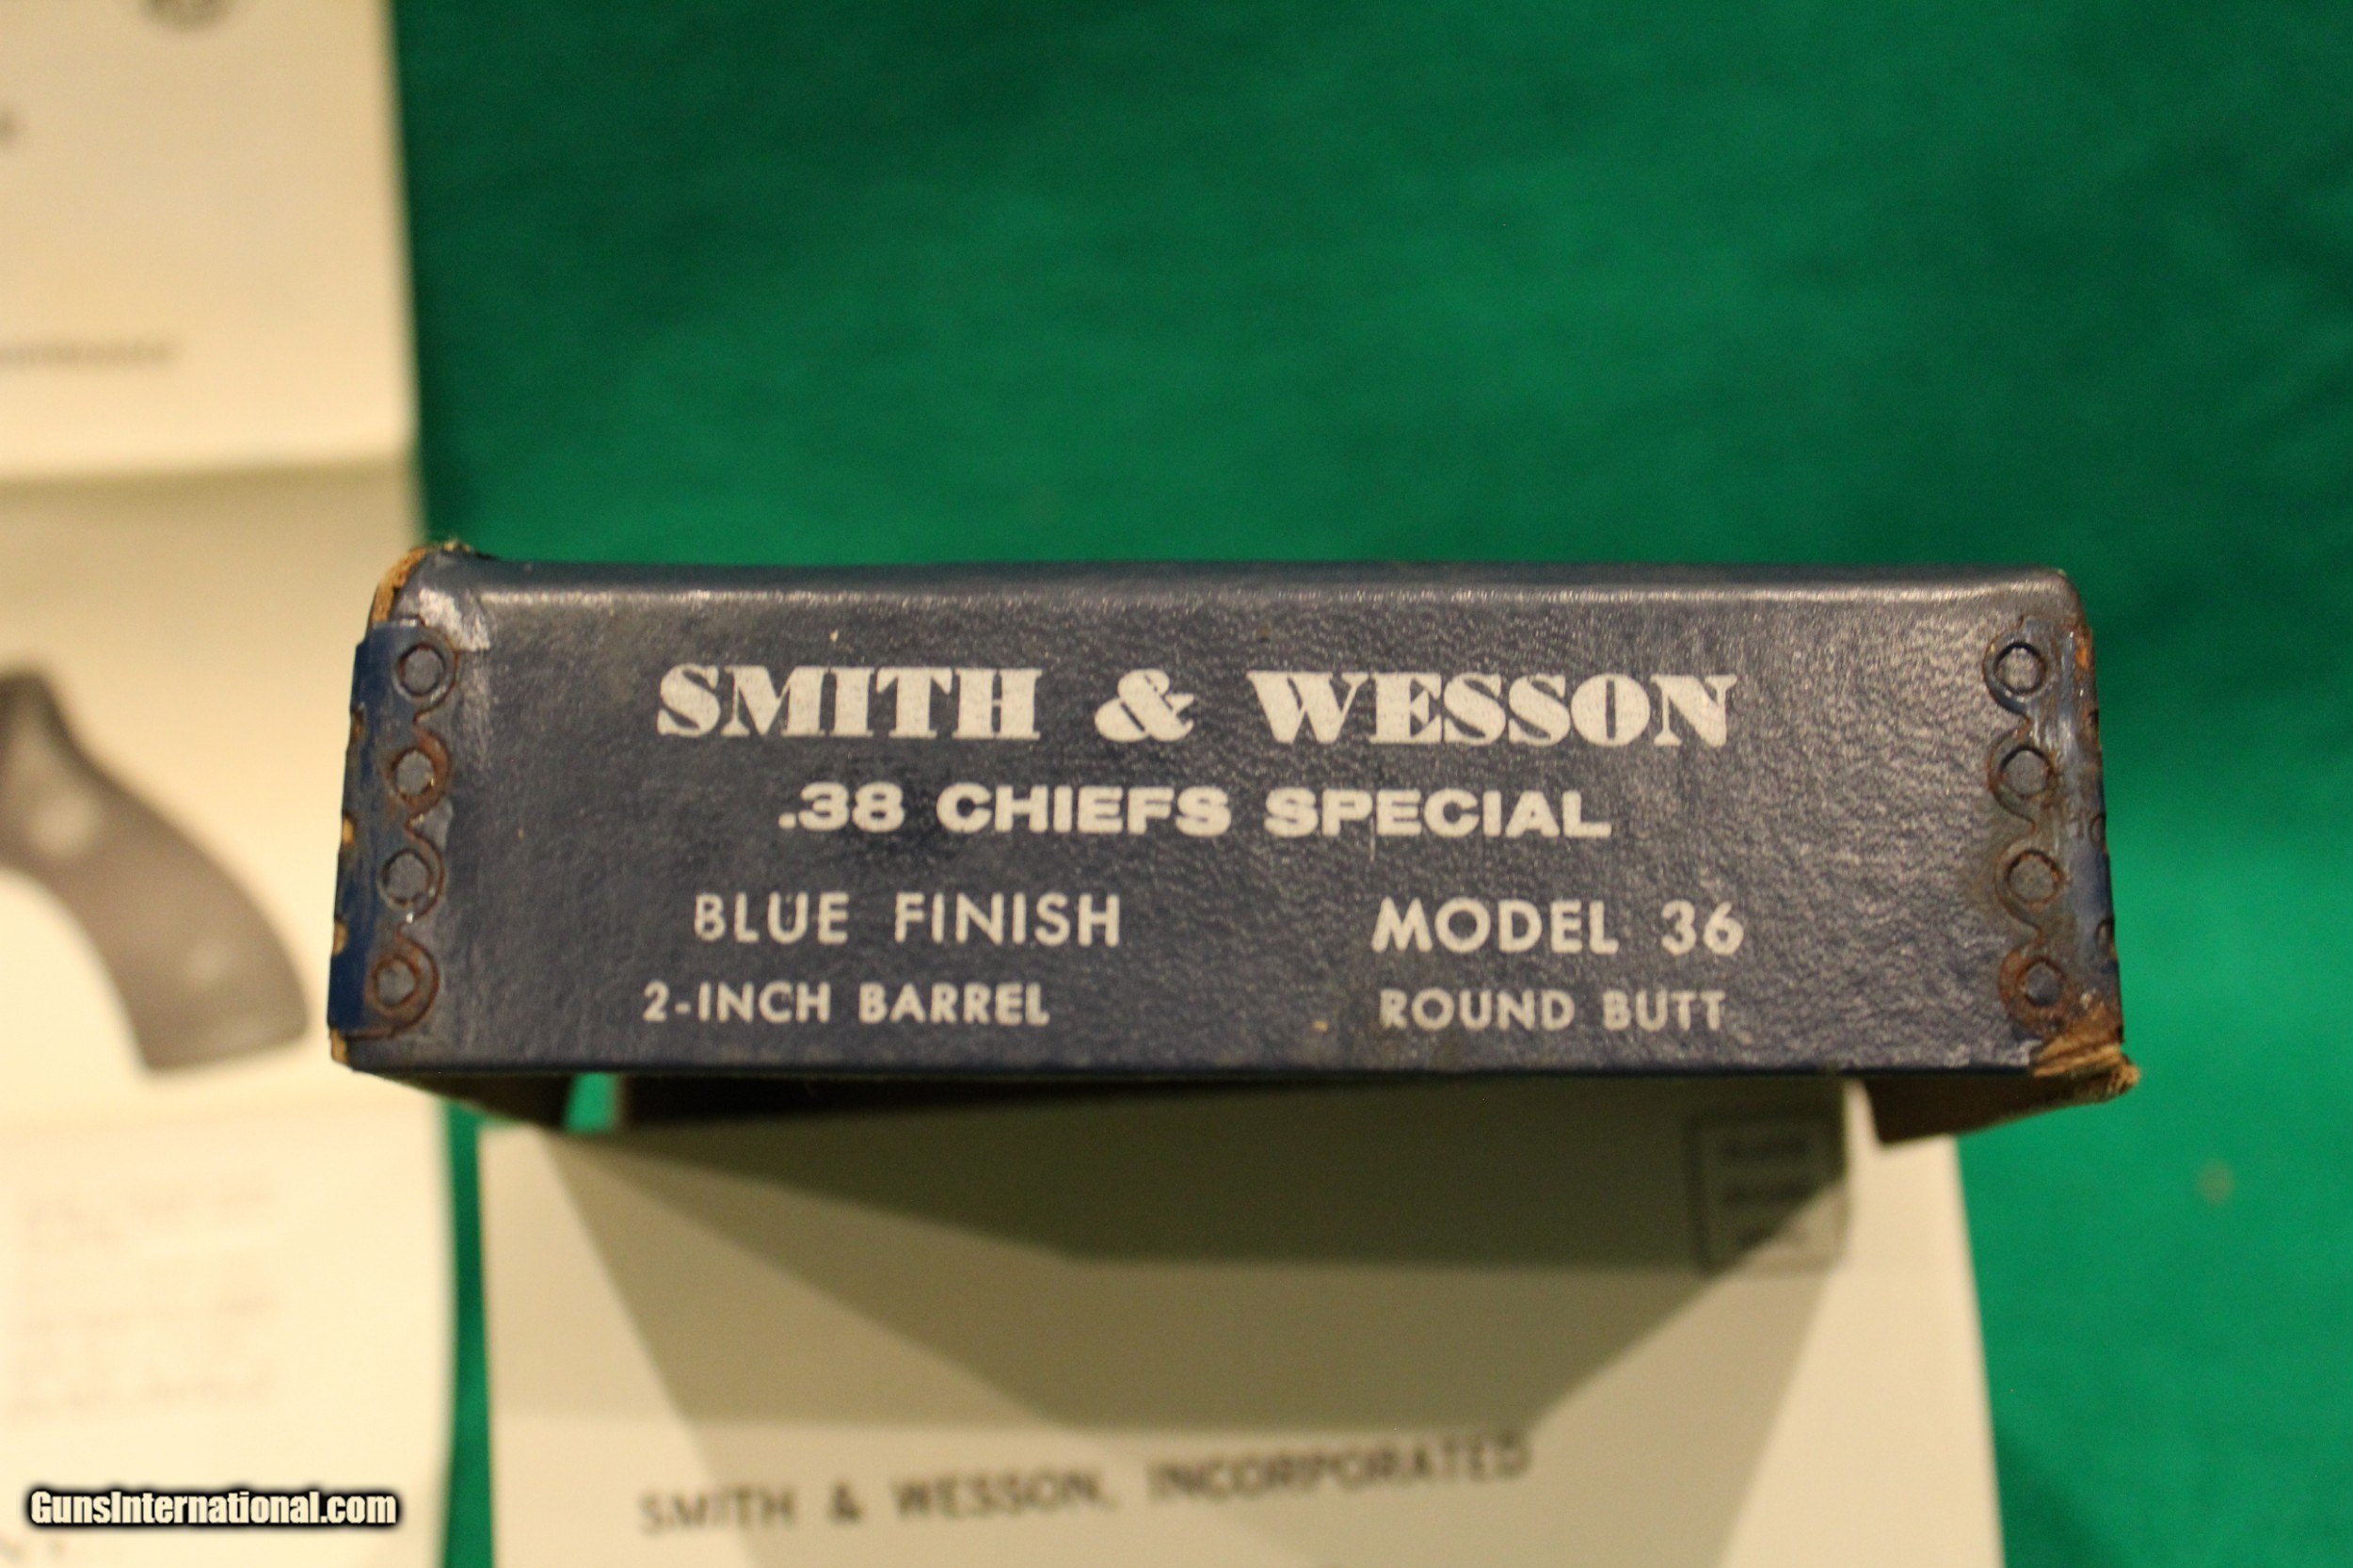 SMITH & WESSON
.38 CHIEFS SPECIAL
BLUE FINISH MODEL 36
2-INCH BARREL ROUND BUTT
SMITH & WESSON, INCORPORATED
GunsInternational.com